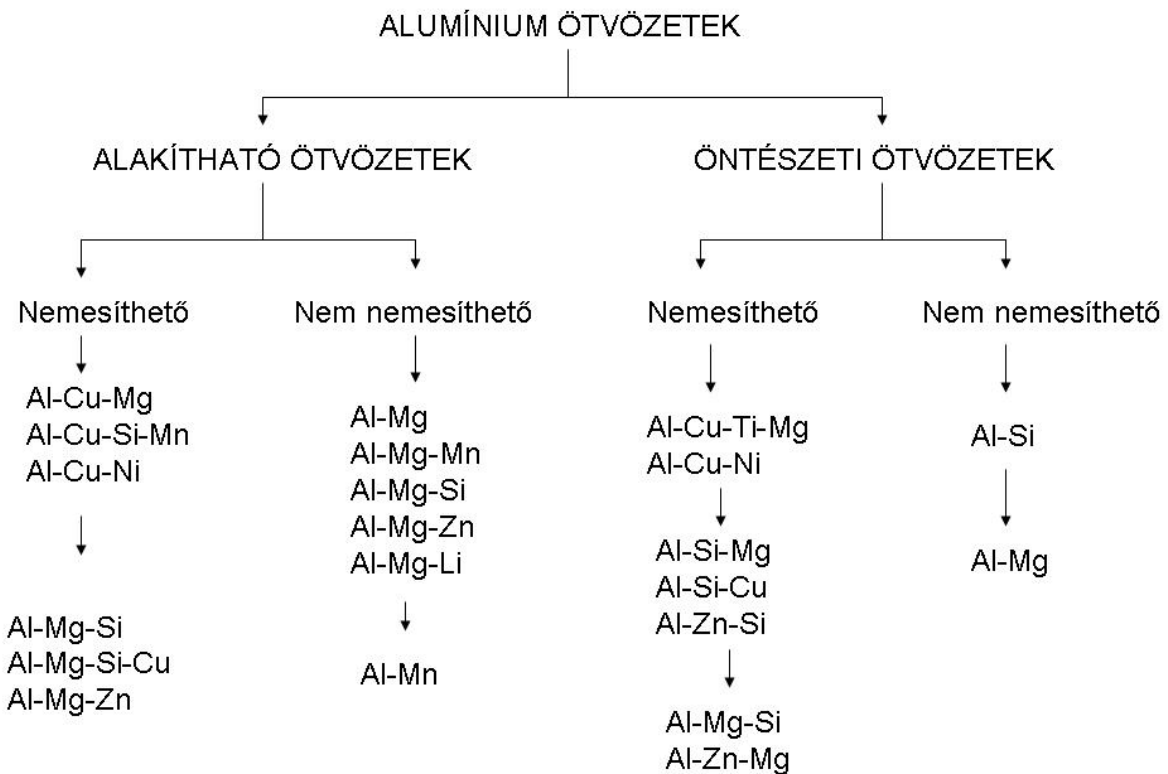 ALUMÍNIUM ÖTVÖZETEK
ALAKÍTHATÓ ÖTVÖZETEK
ÖNTÉSZETI ÖTVÖZETEK
Nemesíthető
Nem nemesíthető
Nemesíthető
Nem nemesíthető
Al-Cu-Mg
Al-Cu-Si-Mn
Al-Cu-Ni
Al-Mg-Si
Al-Mg-Si-Cu
Al-Mg-Zn
Al-Mg
Al-Mg-Mn
Al-Mg-Si
Al-Mg-Zn
Al-Mg-Li
Al-Mn
Al-Cu-Ti-Mg
Al-Cu-Ni
Al-Si-Mg
Al-Si-Cu
Al-Zn-Si
Al-Mg-Si
Al-Zn-Mg
Al-Si
Al-Mg